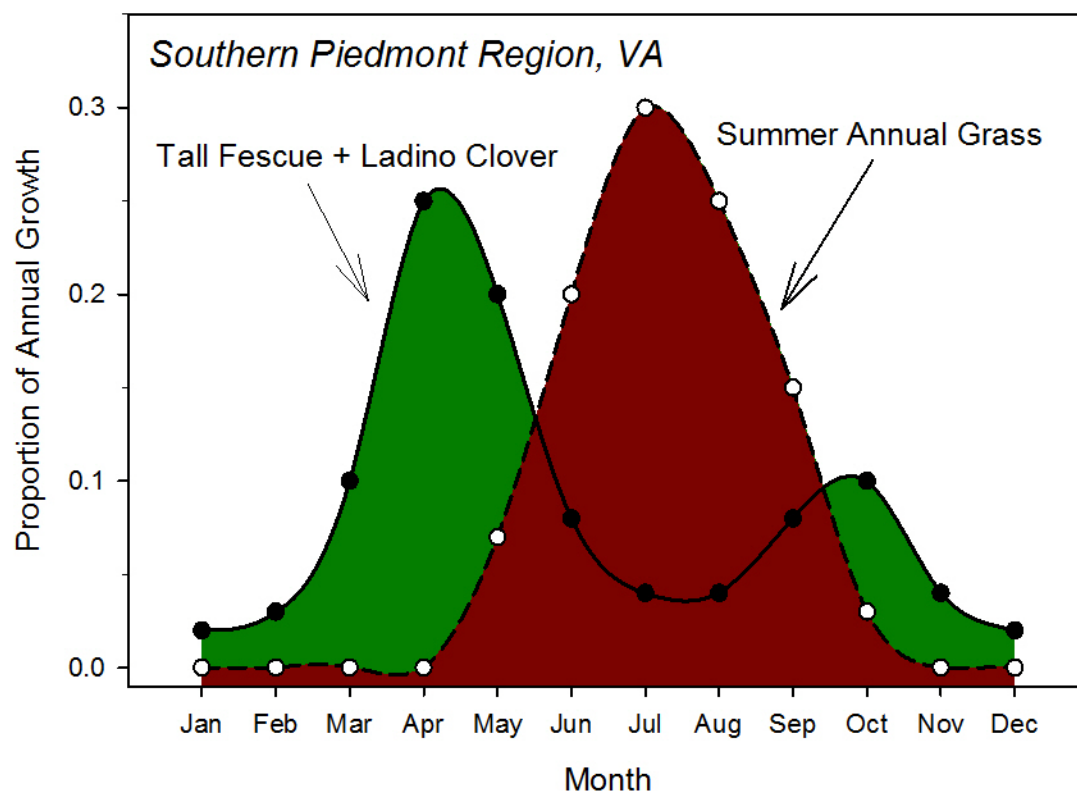 Southern Piedmont Region, VA
Tall Fescue + Ladino Clover
Summer Annual Grass
Proportion of Annual Growth
0.3
0.2
0.1
0.0
Jan Feb Mar Apr May Jun Jul Aug Sep Oct Nov Dec
Month